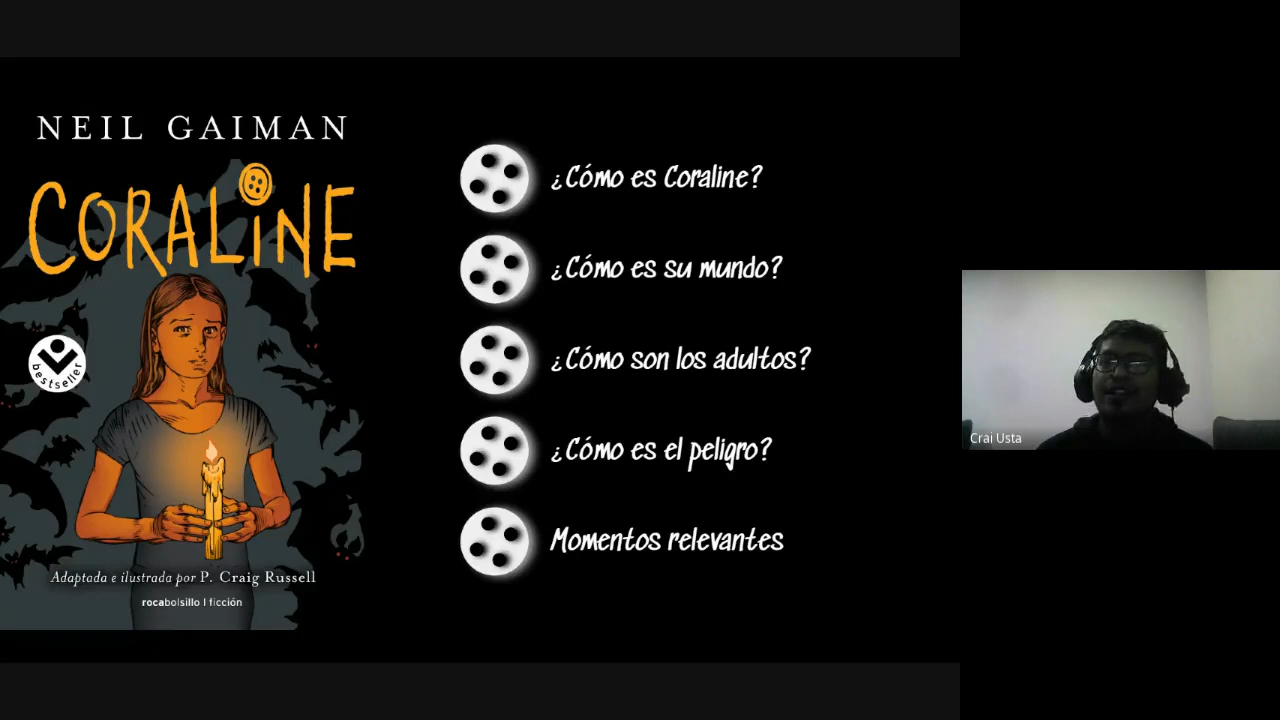 NEIL GAIMAN
CORALINE
bestseller
Adaptada e ilustrada por P. Craig Russell
rocabolsillo | ficción
¿Cómo es Coraline?
¿Cómo es su mundo?
¿Cómo son los adultos?
¿Cómo es el peligro?
Momentos relevantes
Crai Usta